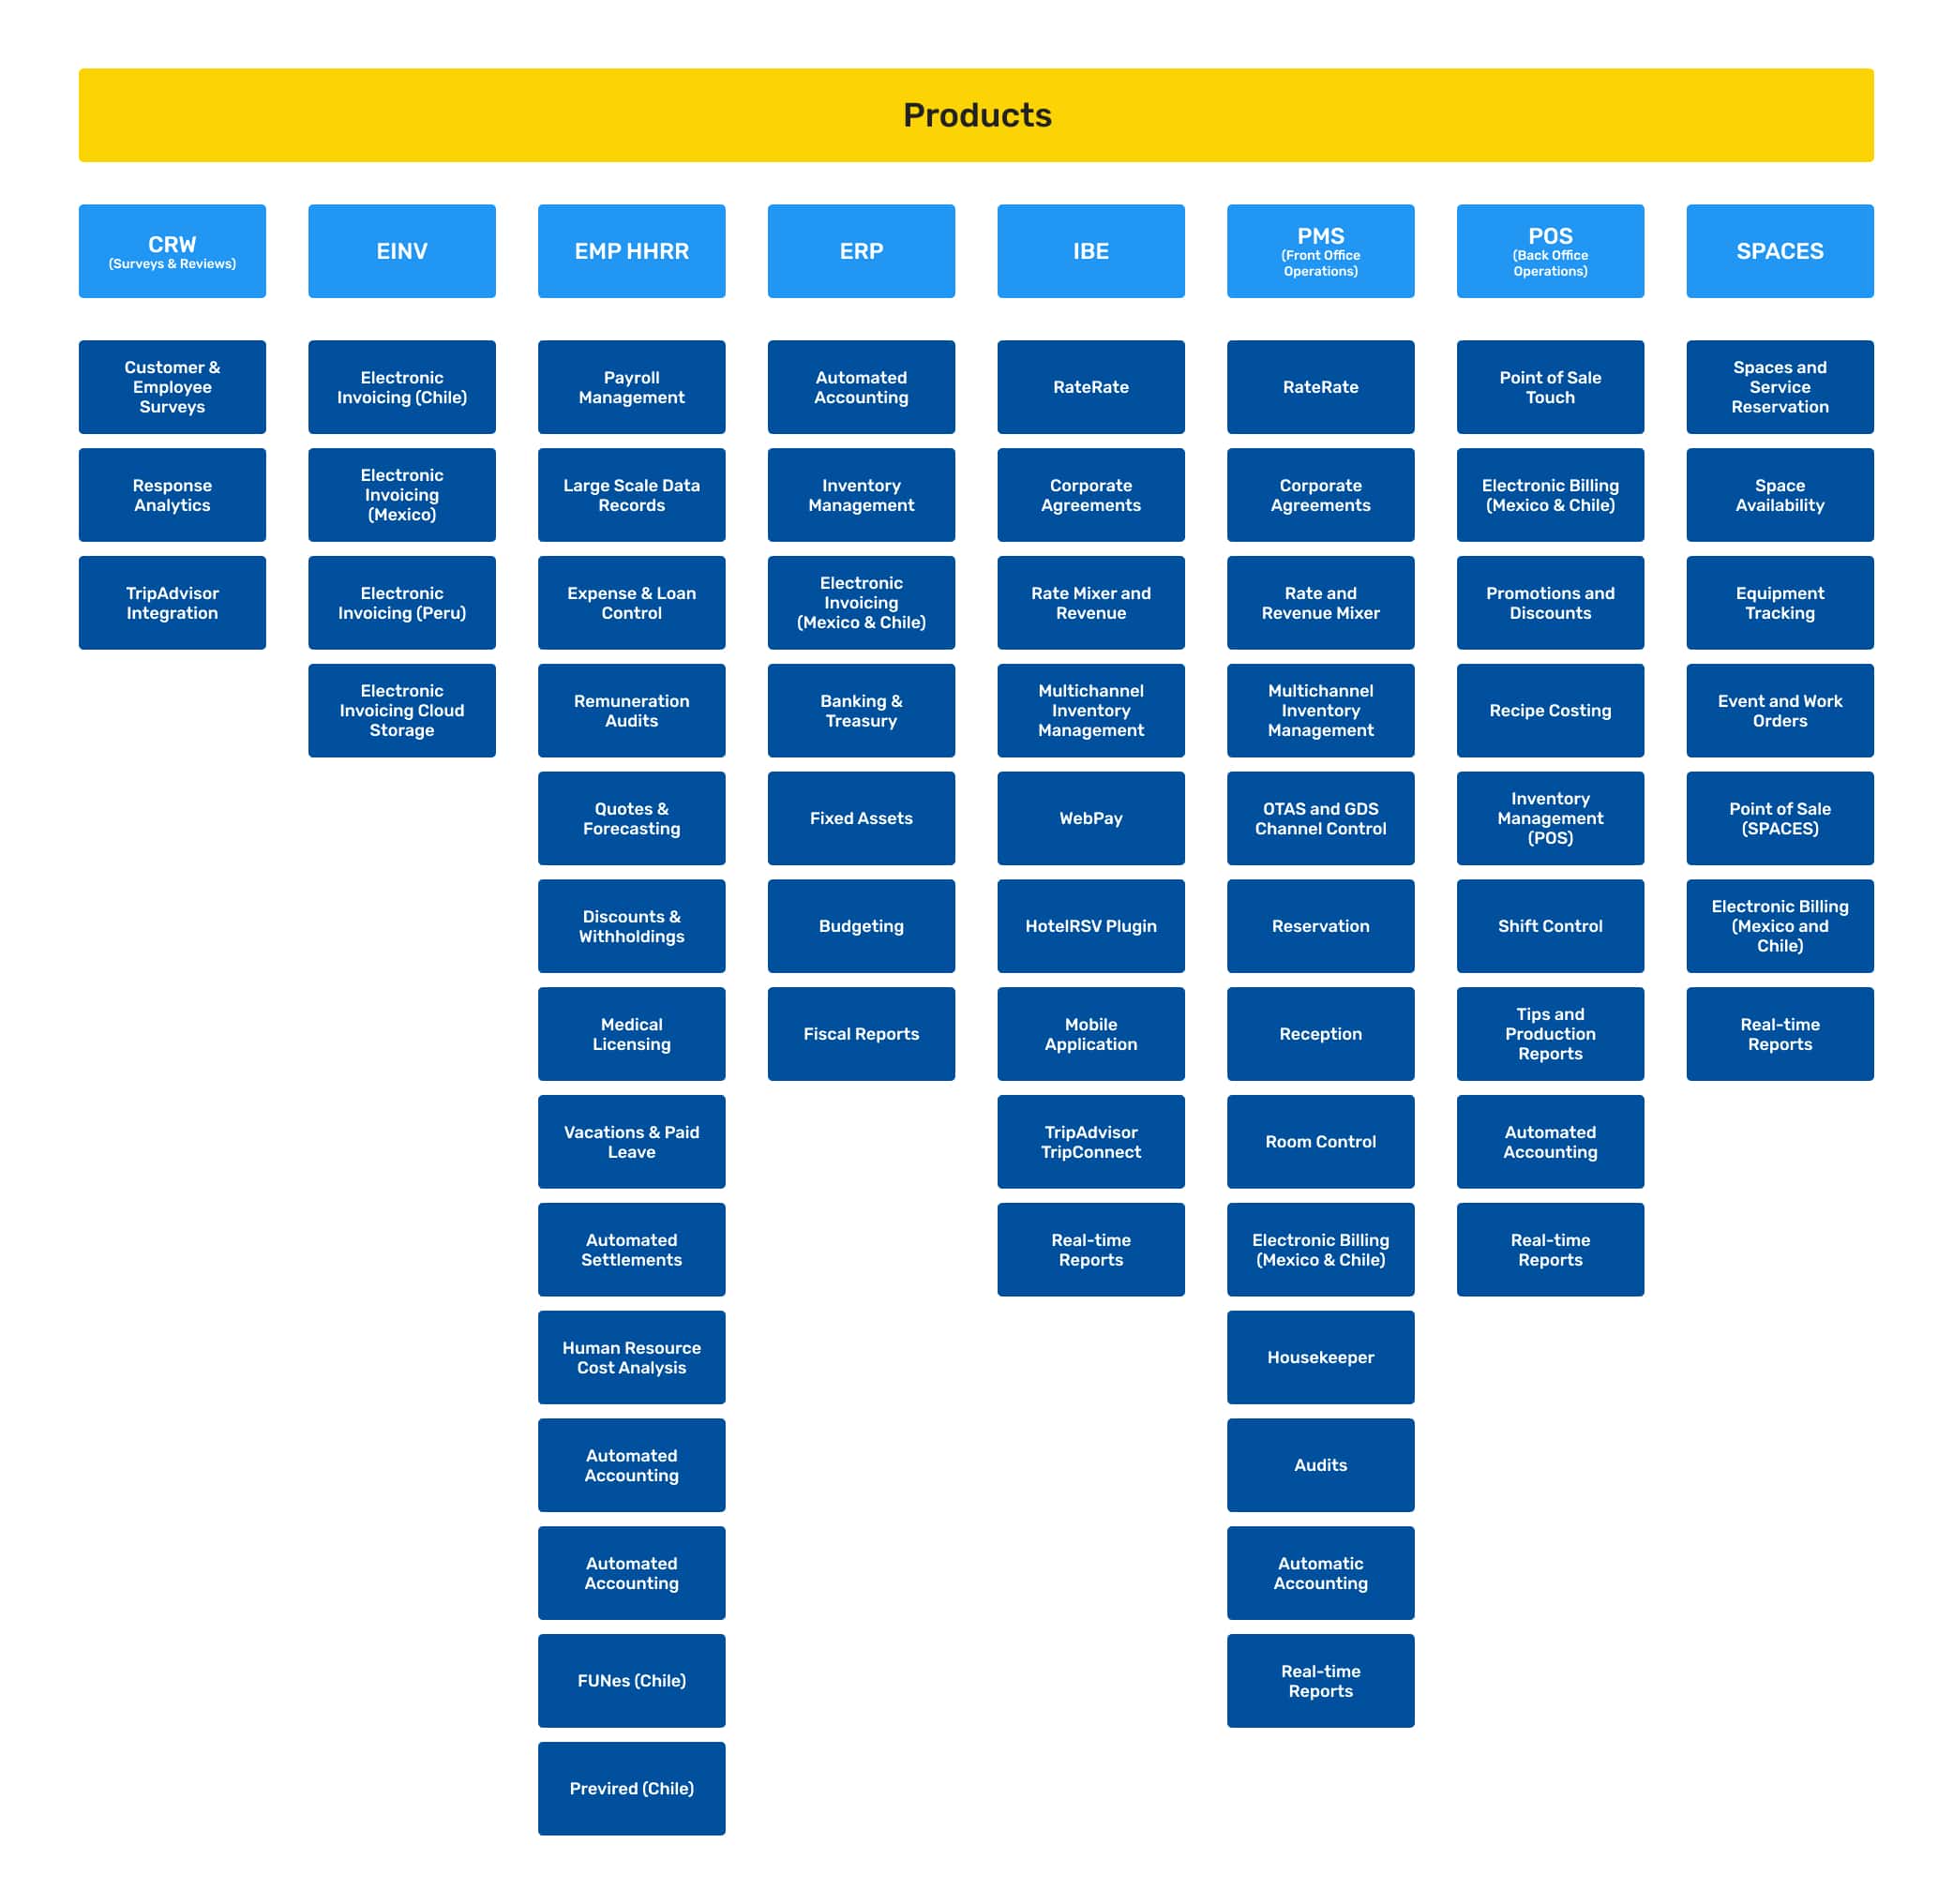 Products
CRW
(Surveys & Reviews)
EINV
EMP HHRR
ERP
IBE
PMS
(Front Office
Operations)
POS
(Back Office
Operations)
SPACES
Customer &
Employee
Surveys
Response
Analytics
TripAdvisor
Integration
Electronic
Invoicing (Chile)
Electronic
Invoicing
(Mexico)
Electronic
Invoicing (Peru)
Electronic
Invoicing Cloud
Storage
Payroll
Management
Large Scale Data
Records
Expense & Loan
Control
Remuneration
Audits
Quotes &
Forecasting
Discounts &
Withholdings
Medical
Licensing
Vacations & Paid
Leave
Automated
Settlements
Human Resource
Cost Analysis
Automated
Accounting
Automated
Accounting
FUNes (Chile)
Previred (Chile)
Automated
Accounting
Inventory
Management
Electronic
Invoicing
(Mexico & Chile)
Banking &
Treasury
Fixed Assets
Budgeting
Fiscal Reports
RateRate
Corporate
Agreements
Rate Mixer and
Revenue
Multichannel
Inventory
Management
WebPay
HotelRSV Plugin
Mobile
Application
TripAdvisor
TripConnect
Real-time
Reports
RateRate
Corporate
Agreements
Rate and
Revenue Mixer
Multichannel
Inventory
Management
OTAS and GDS
Channel Control
Reservation
Reception
Room Control
Electronic Billing
(Mexico & Chile)
Housekeeper
Audits
Automatic
Accounting
Real-time
Reports
Point of Sale
Touch
Electronic Billing
(Mexico & Chile)
Promotions and
Discounts
Recipe Costing
Inventory
Management
(POS)
Shift Control
Tips and
Production
Reports
Automated
Accounting
Real-time
Reports
Spaces and
Service
Reservation
Space
Availability
Equipment
Tracking
Event and Work
Orders
Point of Sale
(SPACES)
Electronic Billing
(Mexico and
Chile)
Real-time
Reports